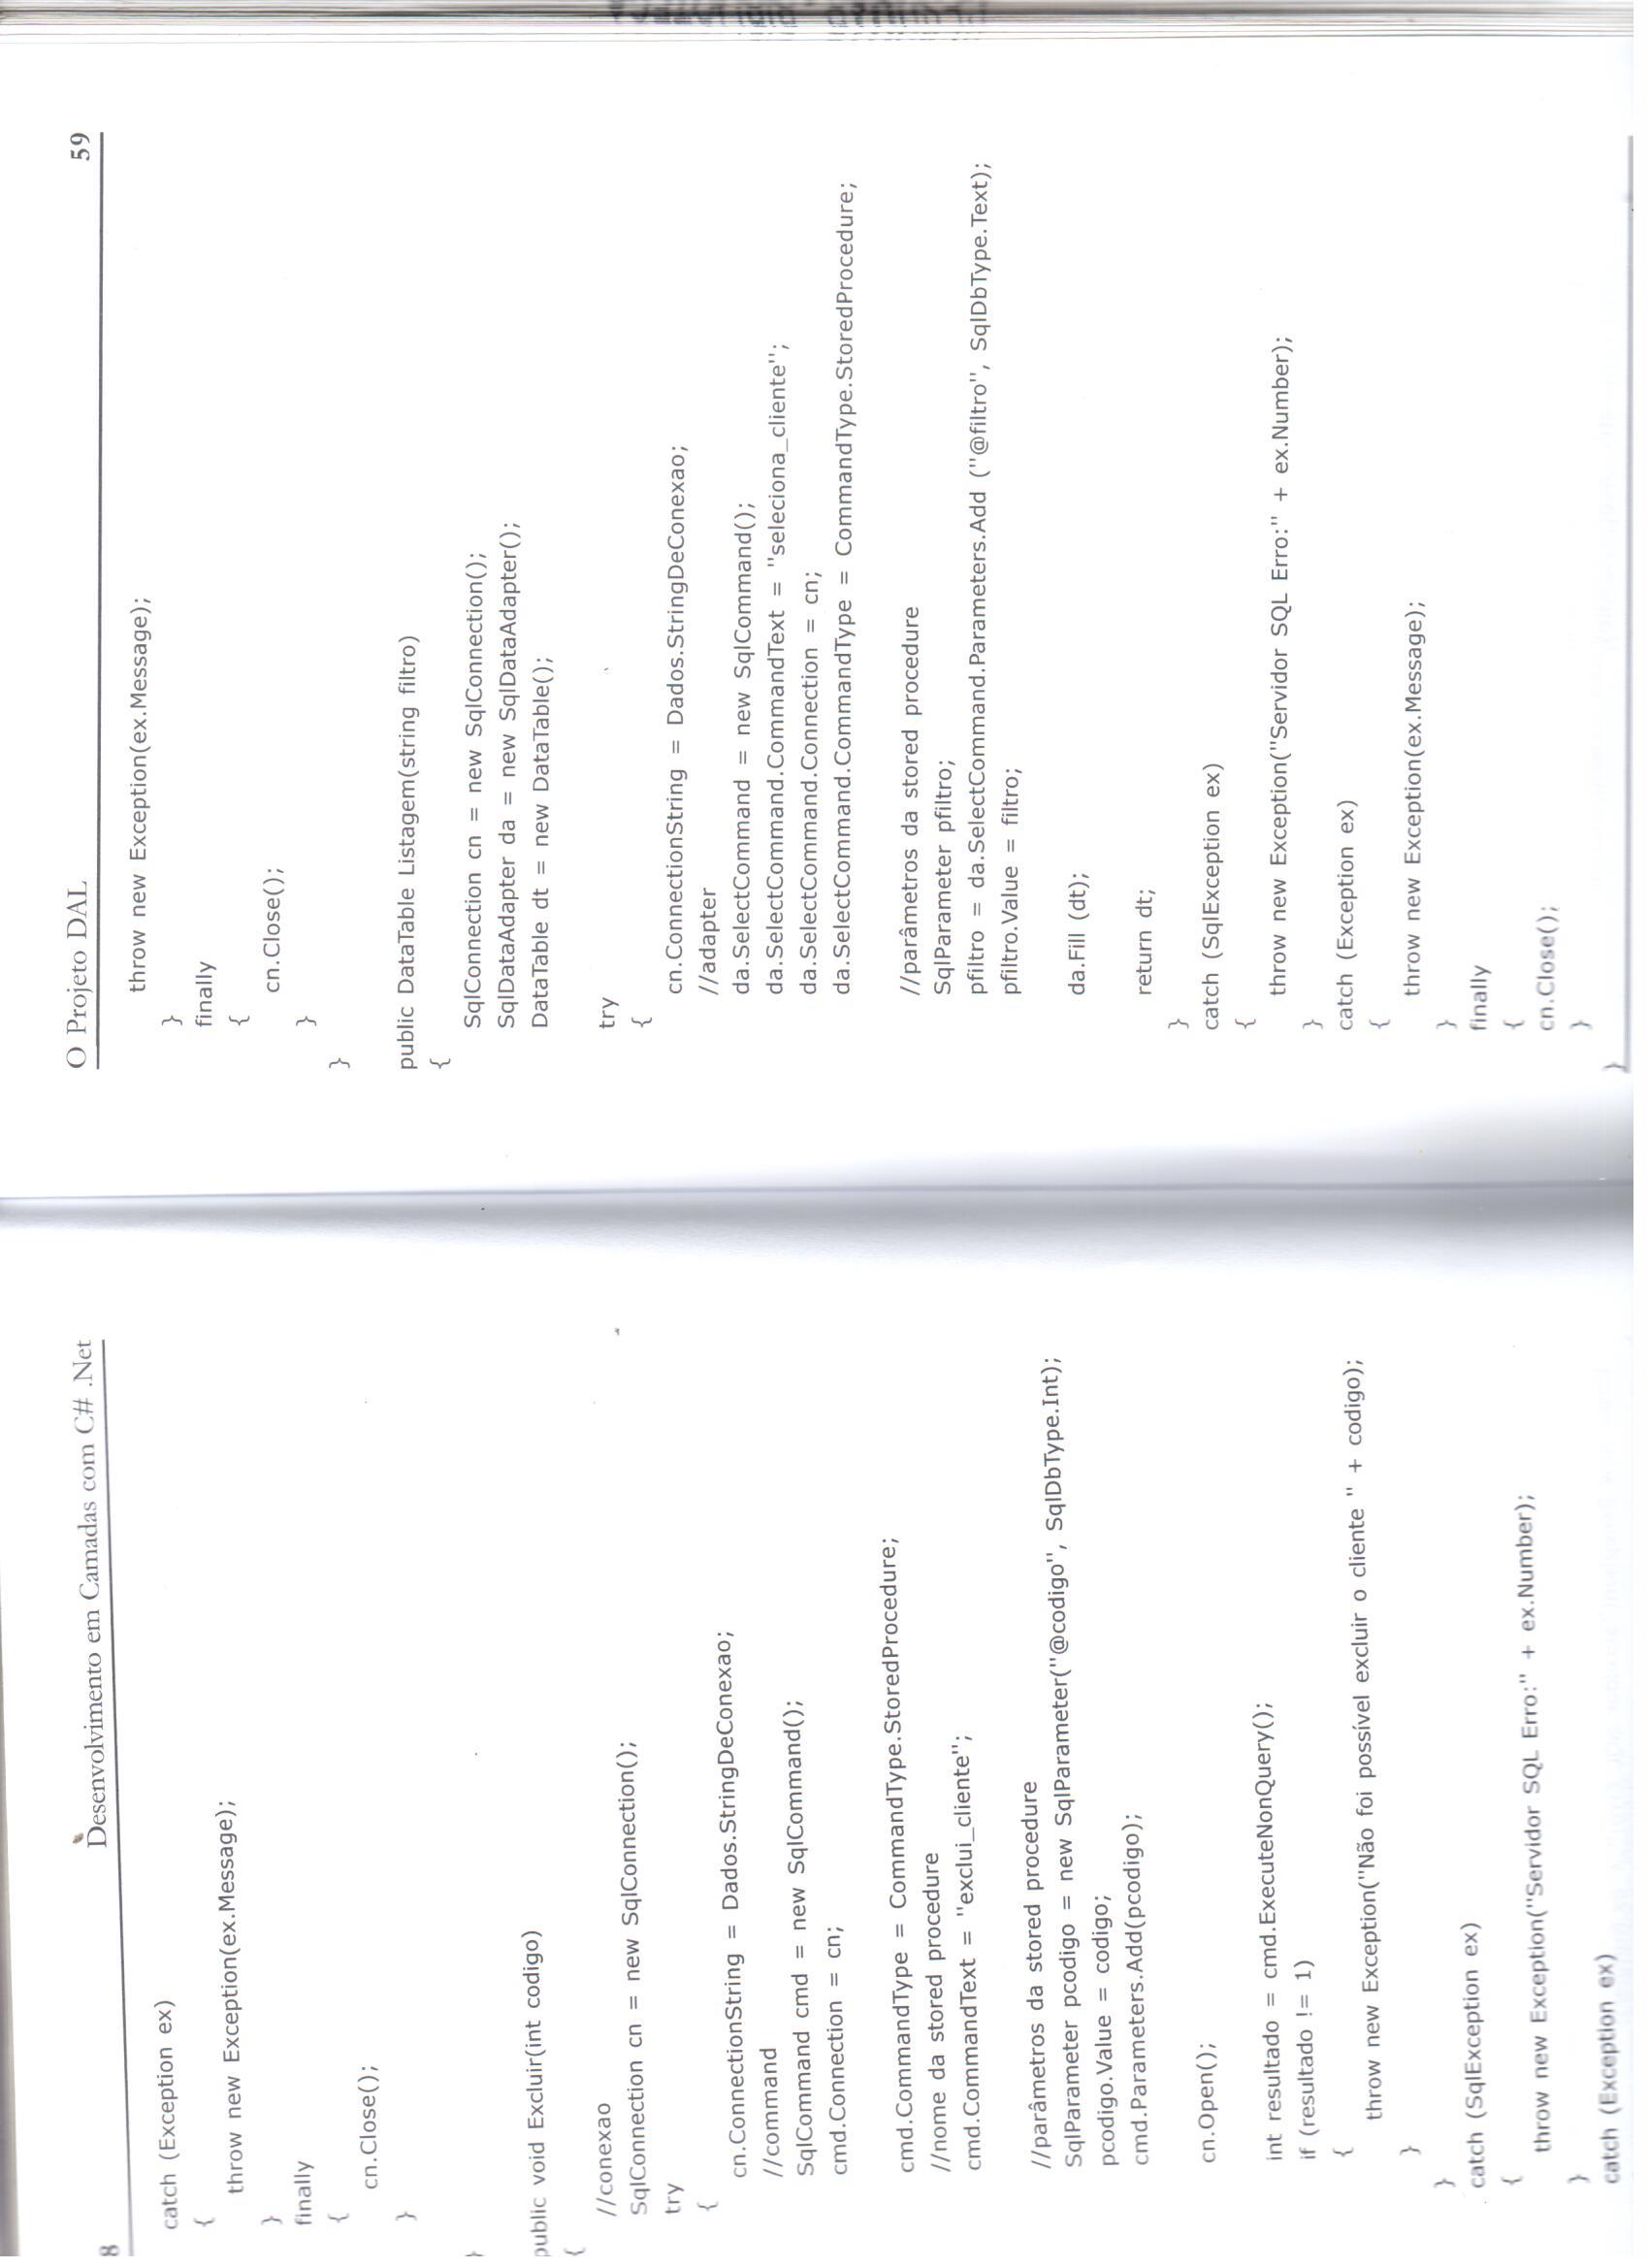 8
Desenvolvimento em Camadas com C# .Net
catch (Exception ex)
{
throw new Exception(ex.Message);
}
finally
{
cn.Close();
}
}
public void Excluir(int codigo)
{
//conexao
SqlConnection cn = new SqlConnection();
try
{
cn.ConnectionString = Dados.StringDeConexao;
//command
SqlCommand cmd = new SqlCommand();
cmd.Connection = cn;
cmd.CommandType = CommandType.StoredProcedure;
//nome da stored procedure
cmd.CommandText = "exclui_cliente";
//parâmetros da stored procedure
SqlParameter pcodigo = new SqlParameter("@codigo", SqlDbType.Int);
pcodigo.Value = codigo;
cmd.Parameters.Add(pcodigo);
cn.Open();
int resultado = cmd.ExecuteNonQuery();
if (resultado != 1)
{
throw new Exception("Não foi possível excluir o cliente " + codigo);
}
}
catch (SqlException ex)
{
throw new Exception("Servidor SQL Erro:" + ex.Number);
}
catch (Exception ex)
O Projeto DAL
59
throw new Exception(ex.Message);
}
finally
{
cn.Close();
}
}
public DataTable Listagem(string filtro)
{
SqlConnection cn = new SqlConnection();
SqlDataAdapter da = new SqlDataAdapter();
DataTable dt = new DataTable();
try
{
cn.ConnectionString = Dados.StringDeConexao;
//adapter
da.SelectCommand = new SqlCommand();
da.SelectCommand.CommandText = "seleciona_cliente";
da.SelectCommand.Connection = cn;
da.SelectCommand.CommandType = CommandType.StoredProcedure;
//parâmetros da stored procedure
SqlParameter pfiltro;
pfiltro = da.SelectCommand.Parameters.Add ("@filtro", SqlDbType.Text);
pfiltro.Value = filtro;
da.Fill (dt);
return dt;
}
catch (SqlException ex)
{
throw new Exception("Servidor SQL Erro:" + ex.Number);
}
catch (Exception ex)
{
throw new Exception(ex.Message);
}
finally
{
cn.Close();
}
}